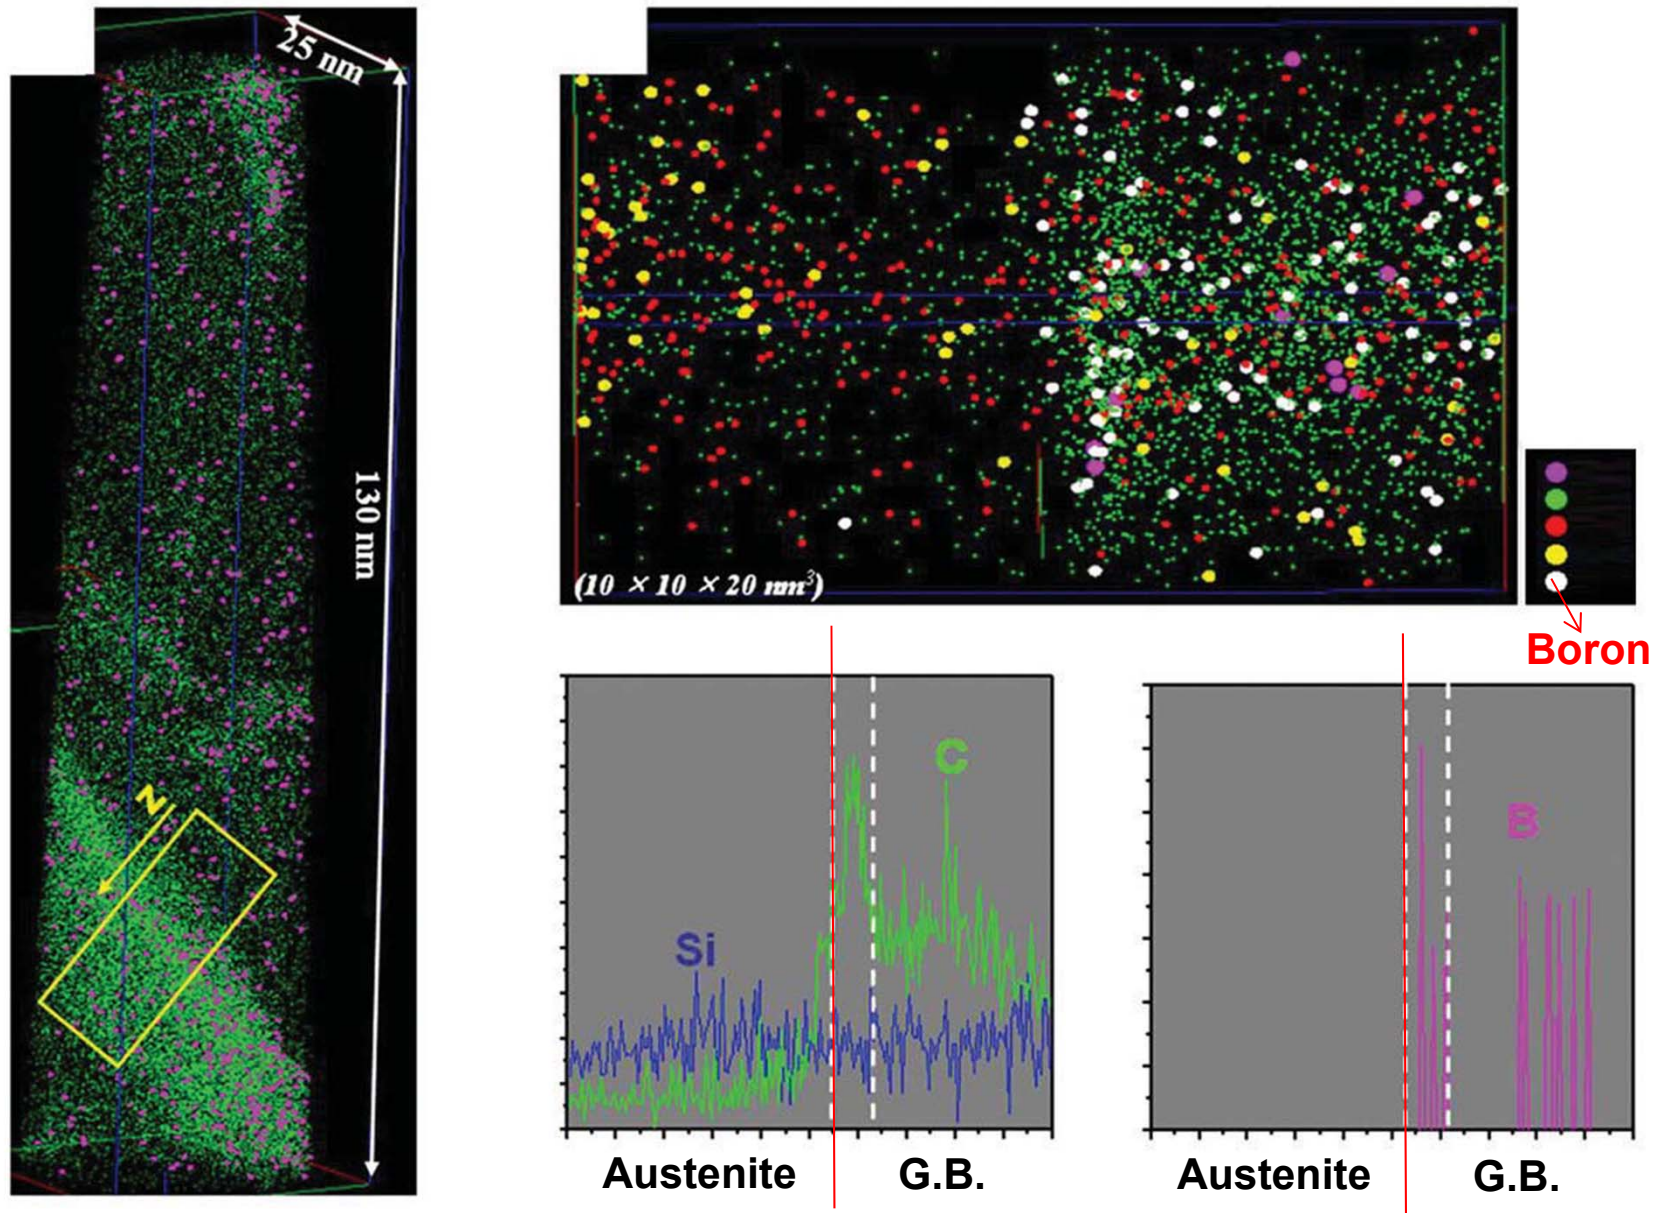 25 nm
130 nm
N
(10 × 10 × 20 nm³)
Boron
C
Si
B
Austenite
G.B.
Austenite
G.B.